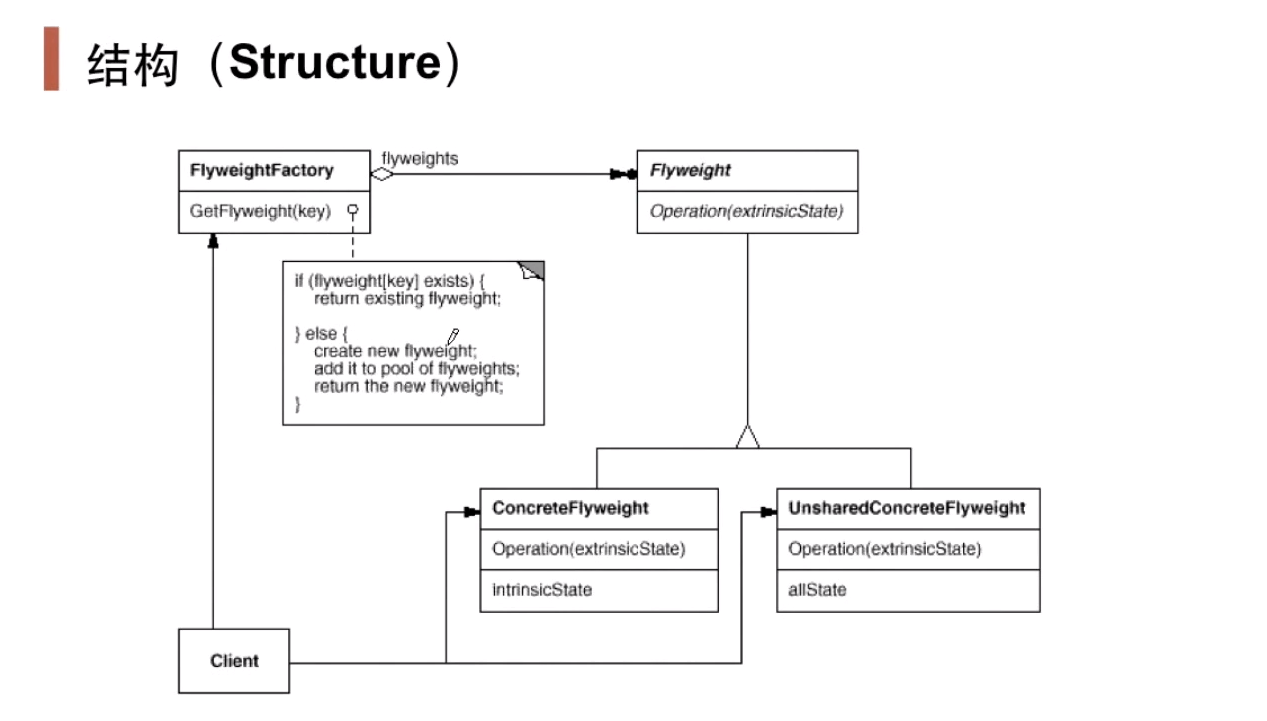 结构（Structure）
FlyweightFactory
GetFlyweight(key)
flyweights
Flyweight
Operation(extrinsicState)
if (flyweight[key] exists) {
return existing flyweight;
} else {
create new flyweight;
add it to pool of flyweights;
return the new flyweight;
}
ConcreteFlyweight
Operation(extrinsicState)
intrinsicState
UnsharedConcreteFlyweight
Operation(extrinsicState)
allState
Client